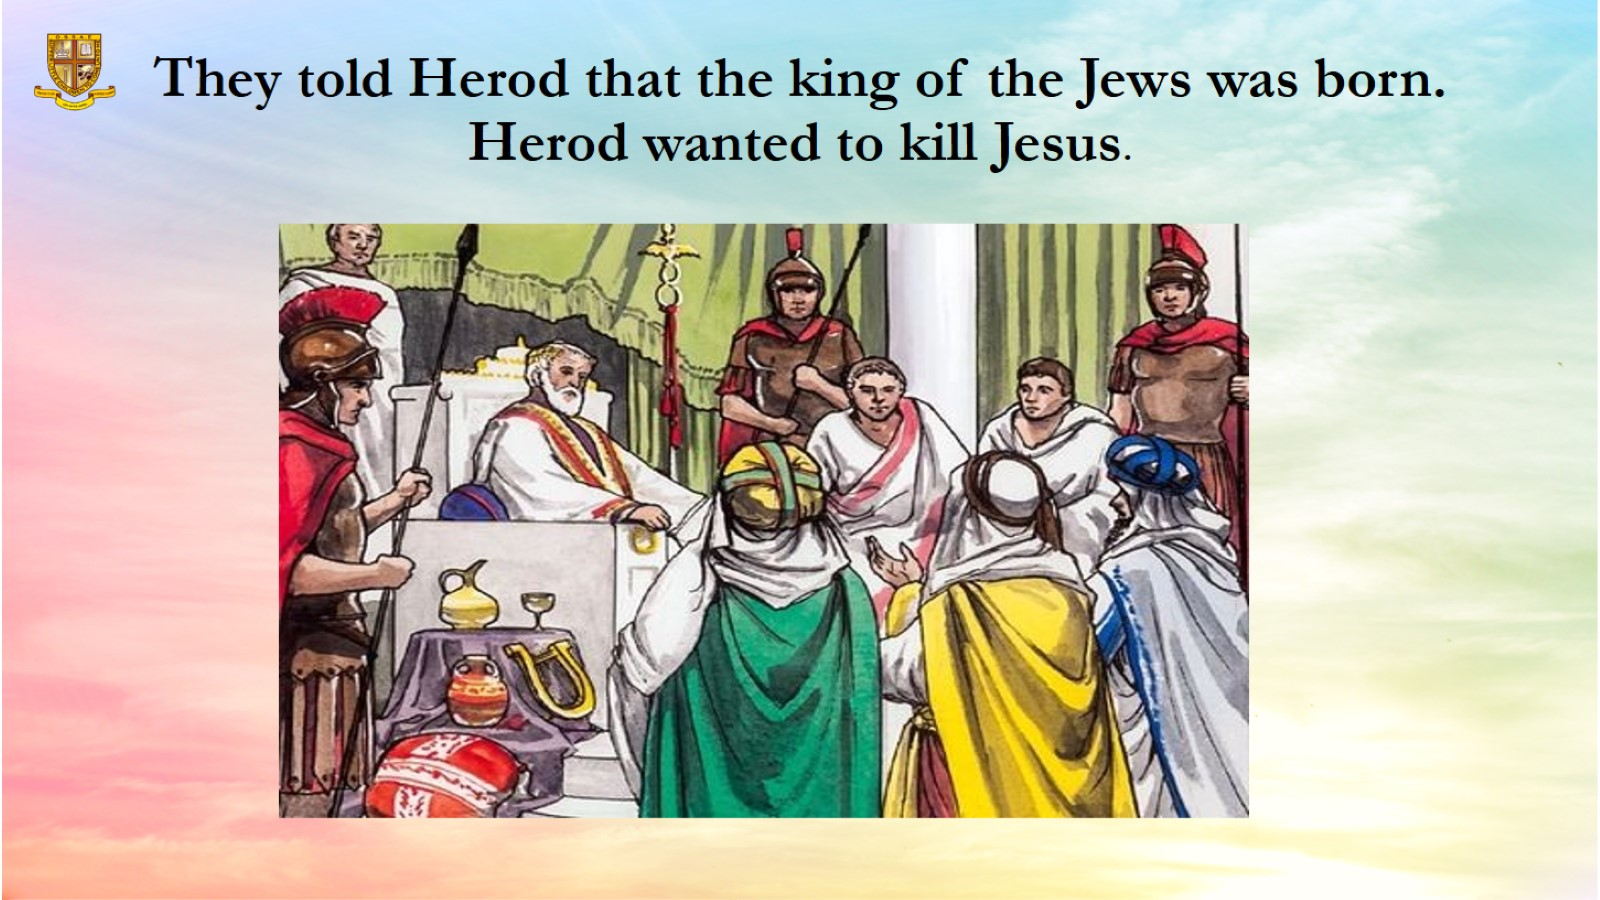 They told Herod that the king of the Jews was born.
Herod wanted to kill Jesus.